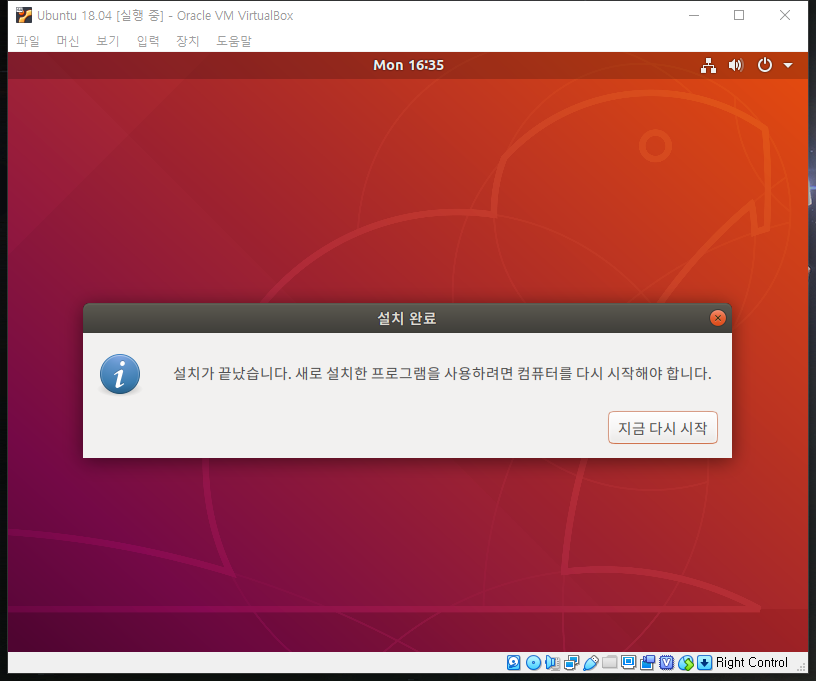 Ubuntu 18.04 [실행 중] - Oracle VM VirtualBox
파일 머신 보기 입력 장치 도움말
Mon 16:35
설치 완료
설치가 끝났습니다. 새로 설치한 프로그램을 사용하려면 컴퓨터를 다시 시작해야 합니다.
지금 다시 시작
Right Control